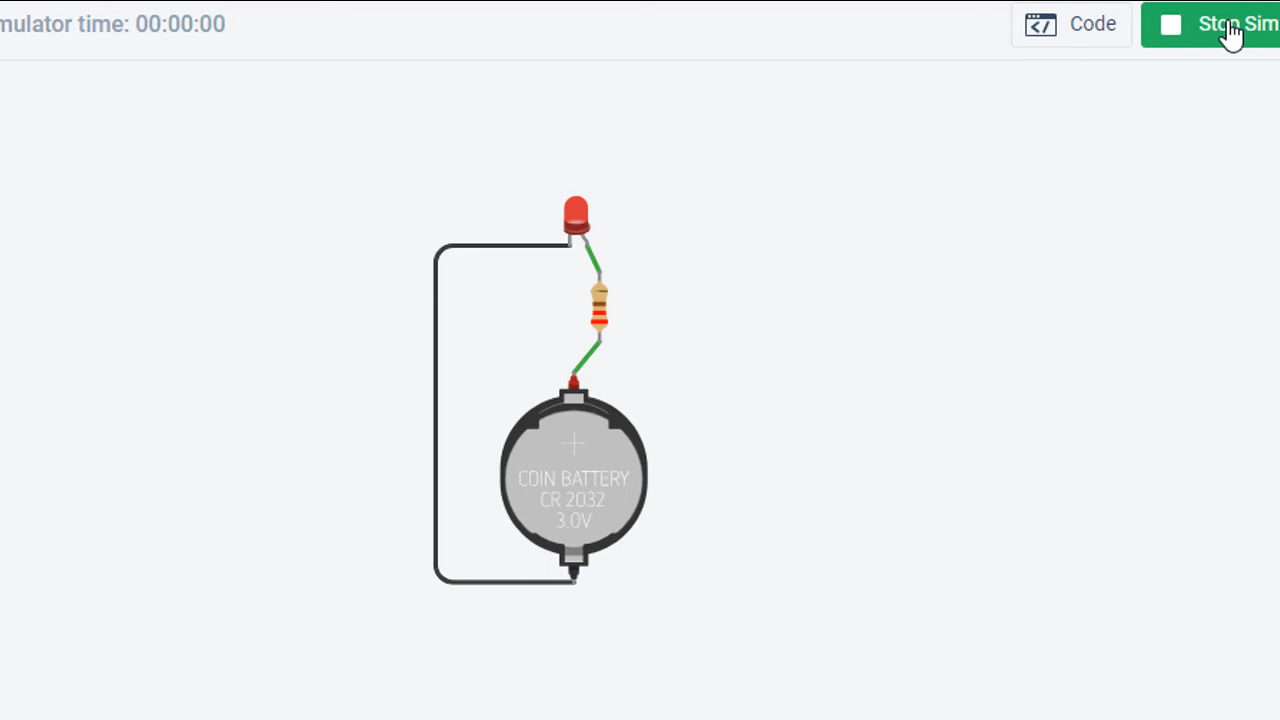 mulator time: 00:00:00
Code
Stop Sim
COIN BATTERY
CR 2032
3.0V